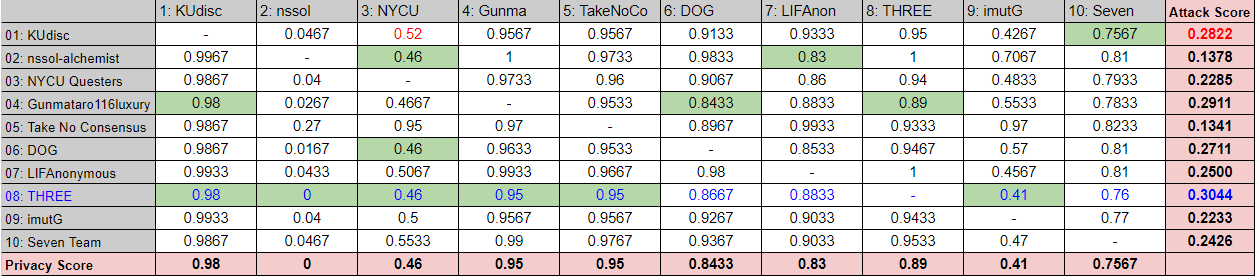 1: KUdisc 2: nssol 3: NYCU 4: Gunma 5: TakeNoCo 6: DOG 7: LIFAnon 8: THREE 9: imutG 10: Seven Attack Score
01: KUdisc - 0.0467 0.52 0.9567 0.9567 0.9133 0.9333 0.95 0.4267 0.7567 0.2822
02: nssol-alchemist 0.9967 - 0.46 1 0.9733 0.9833 0.83 1 0.7067 0.81 0.1378
03: NYCU Questers 0.9867 0.04 - 0.9733 0.96 0.9067 0.86 0.94 0.4833 0.7933 0.2285
04: Gunmataro116luxury 0.98 0.0267 0.4667 - 0.9533 0.8433 0.8833 0.89 0.5533 0.7833 0.2911
05: Take No Consensus 0.9867 0.27 0.95 0.97 - 0.8967 0.9933 0.9333 0.97 0.8233 0.1341
06: DOG 0.9867 0.0167 0.46 0.9633 0.9533 - 0.8533 0.9467 0.57 0.81 0.2711
07: LIFAnonymous 0.9933 0.0433 0.5067 0.9933 0.9667 0.98 - 1 0.4567 0.81 0.2500
08: THREE 0.98 0 0.46 0.95 0.95 0.8667 0.8833 - 0.41 0.76 0.3044
09: imutG 0.9933 0.04 0.5 0.9567 0.9567 0.9267 0.9033 0.9433 - 0.77 0.2233
10: Seven Team 0.9867 0.0467 0.5533 0.99 0.9767 0.9367 0.9033 0.9533 0.47 - 0.2426
Privacy Score 0.98 0 0.46 0.95 0.95 0.8433 0.83 0.89 0.41 0.7567